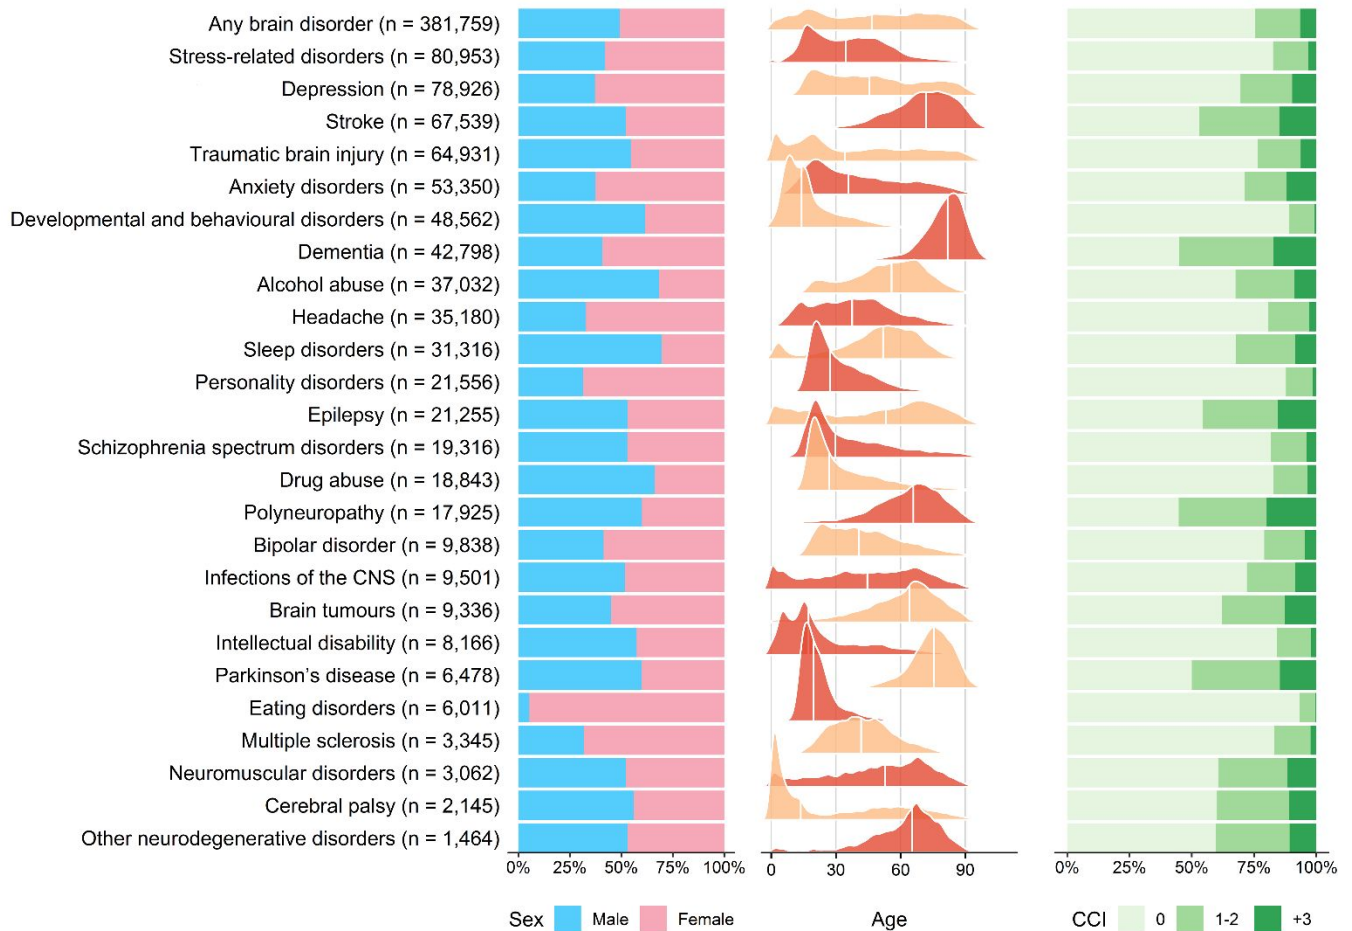 Any brain disorder (n = 381,759)
Stress-related disorders (n = 80,953)
Depression (n = 78,926)
Stroke (n = 67,539)
Traumatic brain injury (n = 64,931)
Anxiety disorders (n = 53,350)
Developmental and behavioural disorders (n = 48,562)
Dementia (n = 42,798)
Alcohol abuse (n = 37,032)
Headache (n = 35,180)
Sleep disorders (n = 31,316)
Personality disorders (n = 21,556)
Epilepsy (n = 21,255)
Schizophrenia spectrum disorders (n = 19,316)
Drug abuse (n = 18,843)
Polyneuropathy (n = 17,925)
Bipolar disorder (n = 9,838)
Infections of the CNS (n = 9,501)
Brain tumours (n = 9,336)
Intellectual disability (n = 8,166)
Parkinson's disease (n = 6,478)
Eating disorders (n = 6,011)
Multiple sclerosis (n = 3,345)
Neuromuscular disorders (n = 3,062)
Cerebral palsy (n = 2,145)
Other neurodegenerative disorders (n = 1,464)
0% 25% 50% 75% 100% 0 30 60 90 0% 25% 50% 75% 100%
Sex Male Female Age CCI 0 1-2 +3